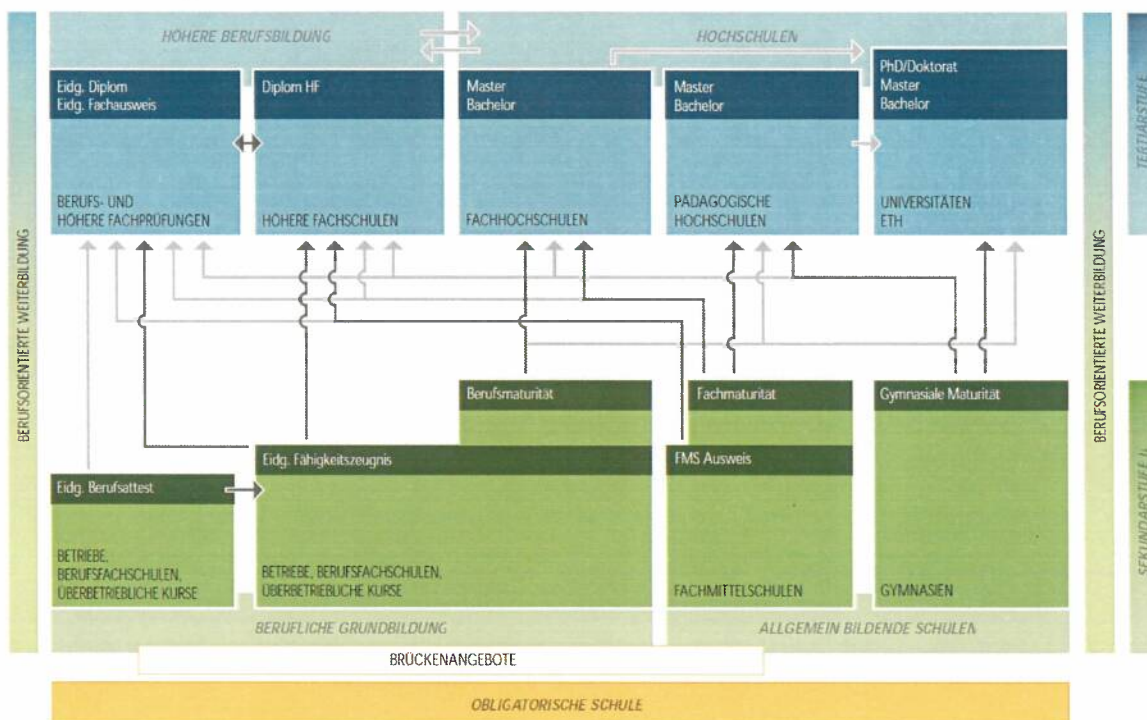 HÖHERE BERUFSBILDUNG
HOCHSCHULEN
Eidg. Diplom
Eidg. Fachausweis
Diplom HF
Master
Bachelor
Master
Bachelor
PhD/Doktorat
Master
Bachelor
BERUFS- UND
HÖHERE FACHPRÜFUNGEN
HÖHERE FACHSCHULEN
FACHHOCHSCHULEN
PÄDAGOGISCHE
HOCHSCHULEN
UNIVERSITÄTEN
ETH
BERUFSORIENTIERTE WEITERBILDUNG
BERUFSORIENTIERTE WEITERBILDUNG
TERTIÄRSTUFE
SEKUNDARSTUFE II
Berufsmaturität
Fachmaturität
Gymnasiale Maturität
Eidg. Fähigkeitszeugnis
FMS Ausweis
Eidg. Berufsattest
BETRIEBE,
BERUFSFACHSCHULEN,
ÜBERBETRIEBLICHE KURSE
BETRIEBE, BERUFSFACHSCHULEN,
ÜBERBETRIEBLICHE KURSE
FACHMITTELSCHULEN
GYMNASIEN
BERUFLICHE GRUNDBILDUNG
ALLGEMEIN BILDENDE SCHULEN
BRÜCKENANGEBOTE
OBLIGATORISCHE SCHULE